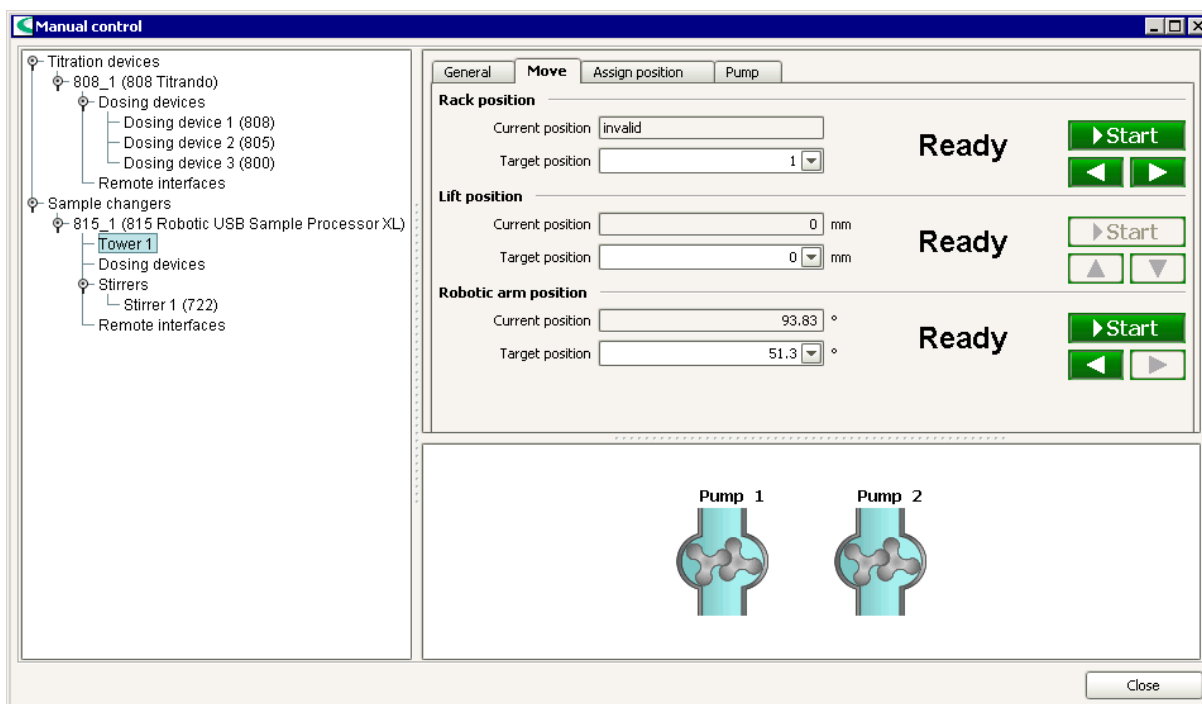 Manual control
Titration devices
808_1 (808 Titrando)
Dosing devices
Dosing device 1 (808)
Dosing device 2 (805)
Dosing device 3 (800)
Remote interfaces
Sample changers
815_1 (815 Robotic USB Sample Processor XL)
Tower 1
Dosing devices
Stirrers
Stirrer 1 (722)
Remote interfaces
General Move Assign position Pump
Rack position
Current position invalid
Target position 1
Ready
Start
Lift position
Current position 0 mm
Target position 0 mm
Ready
Start
Robotic arm position
Current position 93.83 °
Target position 51.3 °
Ready
Start
Pump 1 Pump 2
Close